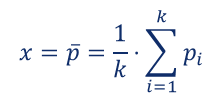 x = p̄ = 1/k · ∑_{i=1}^{k} p_i